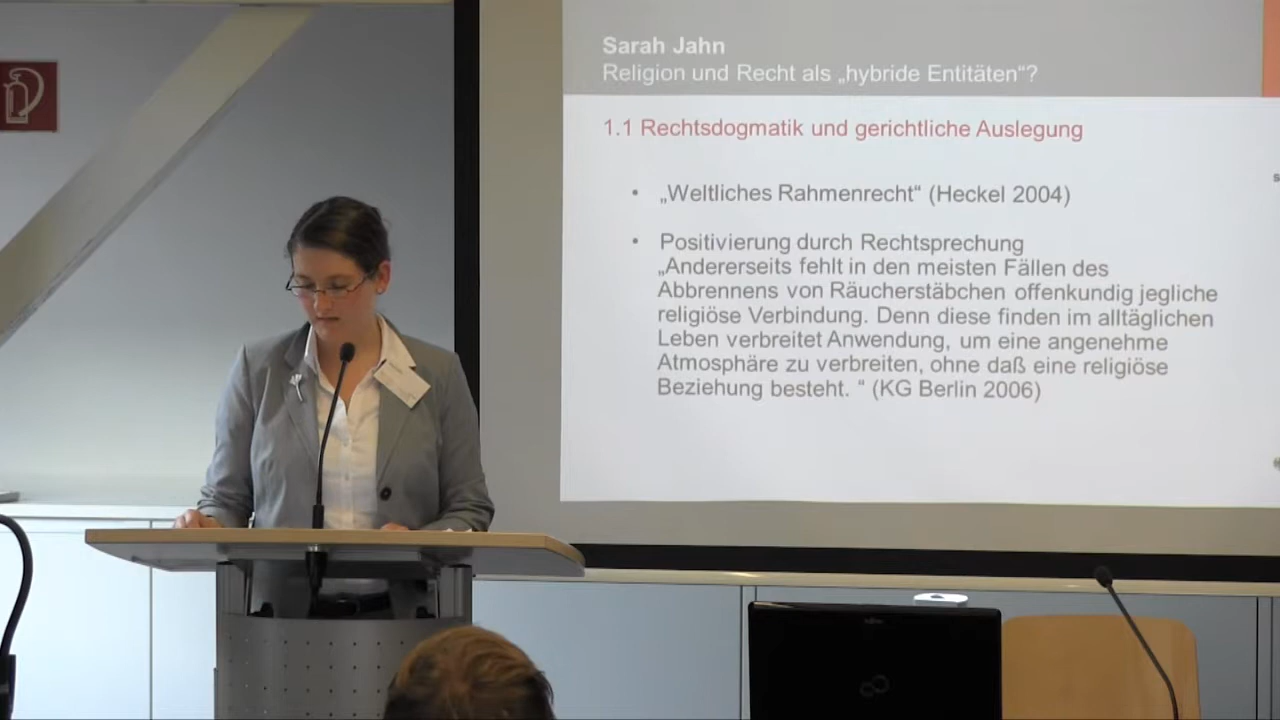 Sarah Jahn
Religion und Recht als „hybride Entitäten“?
1.1 Rechtsdogmatik und gerichtliche Auslegung
• „Weltliches Rahmenrecht“ (Heckel 2004)
• Positivierung durch Rechtsprechung
„Andererseits fehlt in den meisten Fällen des
Abbrennens von Räucherstäbchen offenkundig jegliche
religiöse Verbindung. Denn diese finden im alltäglichen
Leben verbreitet Anwendung, um eine angenehme
Atmosphäre zu verbreiten, ohne daß eine religiöse
Beziehung besteht. “ (KG Berlin 2006)